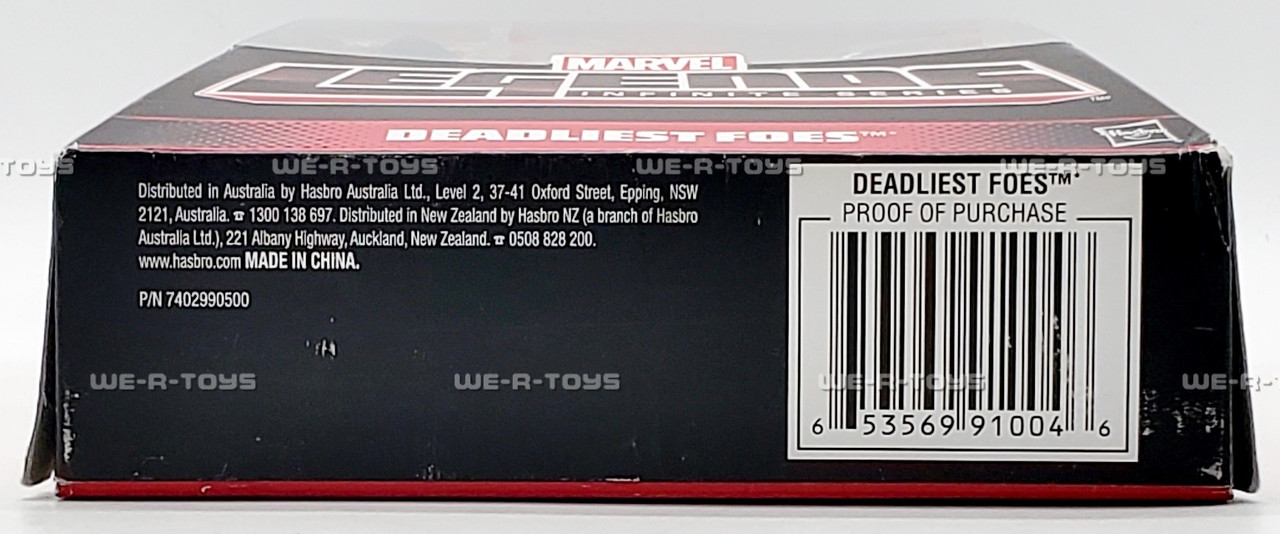 MARVEL
LEGENDS
INFINITE SERIES
DEADLIEST FOES™*
Hasbro
Distributed in Australia by Hasbro Australia Ltd., Level 2, 37-41 Oxford Street, Epping, NSW
2121, Australia. ☎ 1300 138 697. Distributed in New Zealand by Hasbro NZ (a branch of Hasbro
Australia Ltd.), 221 Albany Highway, Auckland, New Zealand. ☎ 0508 828 200.
www.hasbro.com MADE IN CHINA.
P/N 7402990500
DEADLIEST FOES™*
PROOF OF PURCHASE
6 53569 91004 6
TOYS WE-R-TOYS WE-R-TOYS WE-R-TOYS
WE-R-TOYS WE-R-TOYS WE-R-TOYS WE-R-